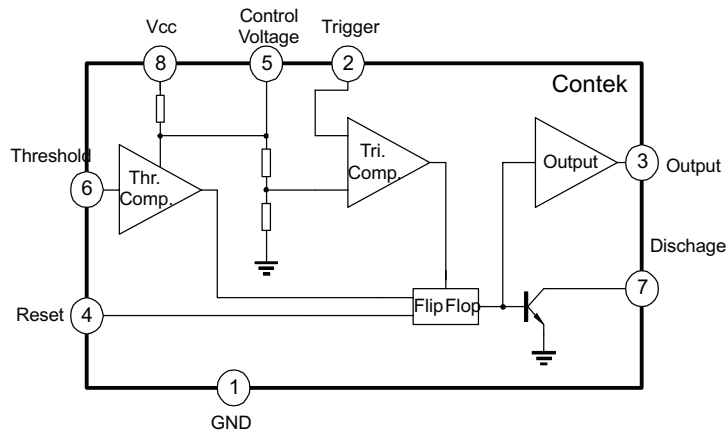 Vcc
Control
Voltage
Trigger
8
5
2
Contek
Threshold
6
Thr.
Comp.
Tri.
Comp.
Output
3
Output
Dischage
7
Reset
4
Flip Flop
1
GND